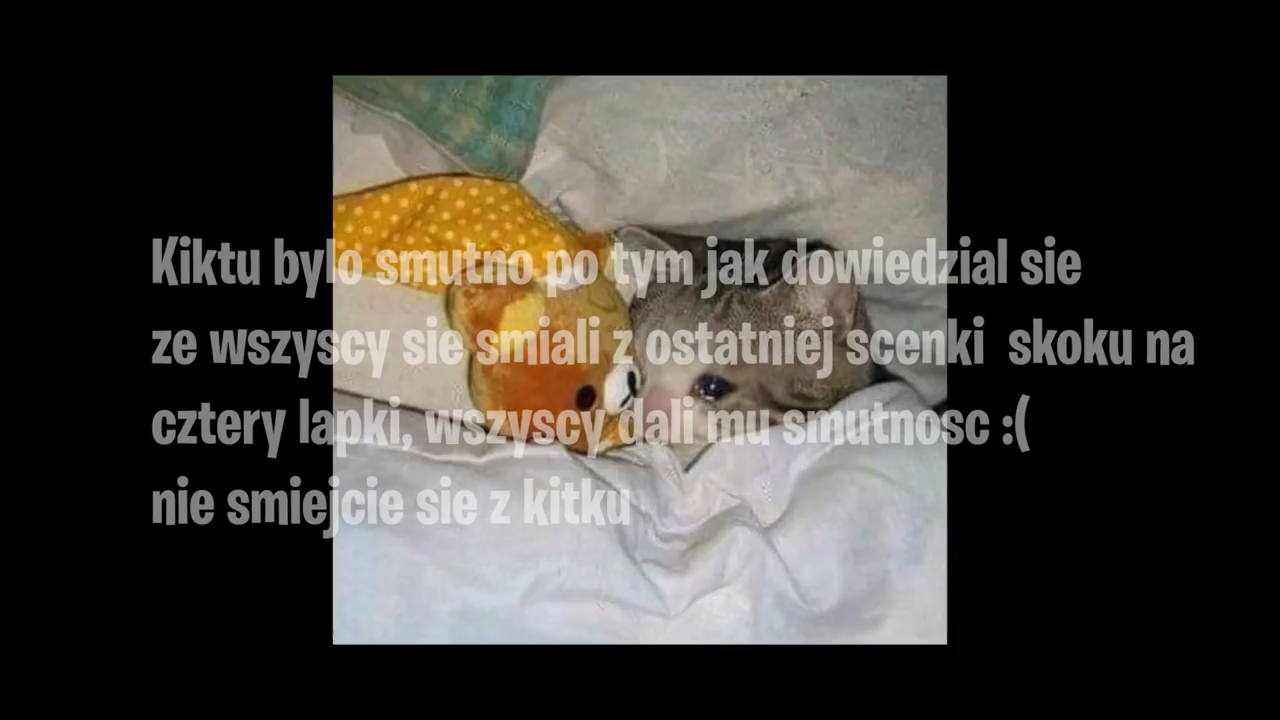 Kiktu bylo smutno po tym jak dowiedzial sie
ze wszyscy sie smiali z ostatniej scenki skoku na
cztery lapki, wszyscy dali mu smutnosc :(
nie smiejcie sie z kitku